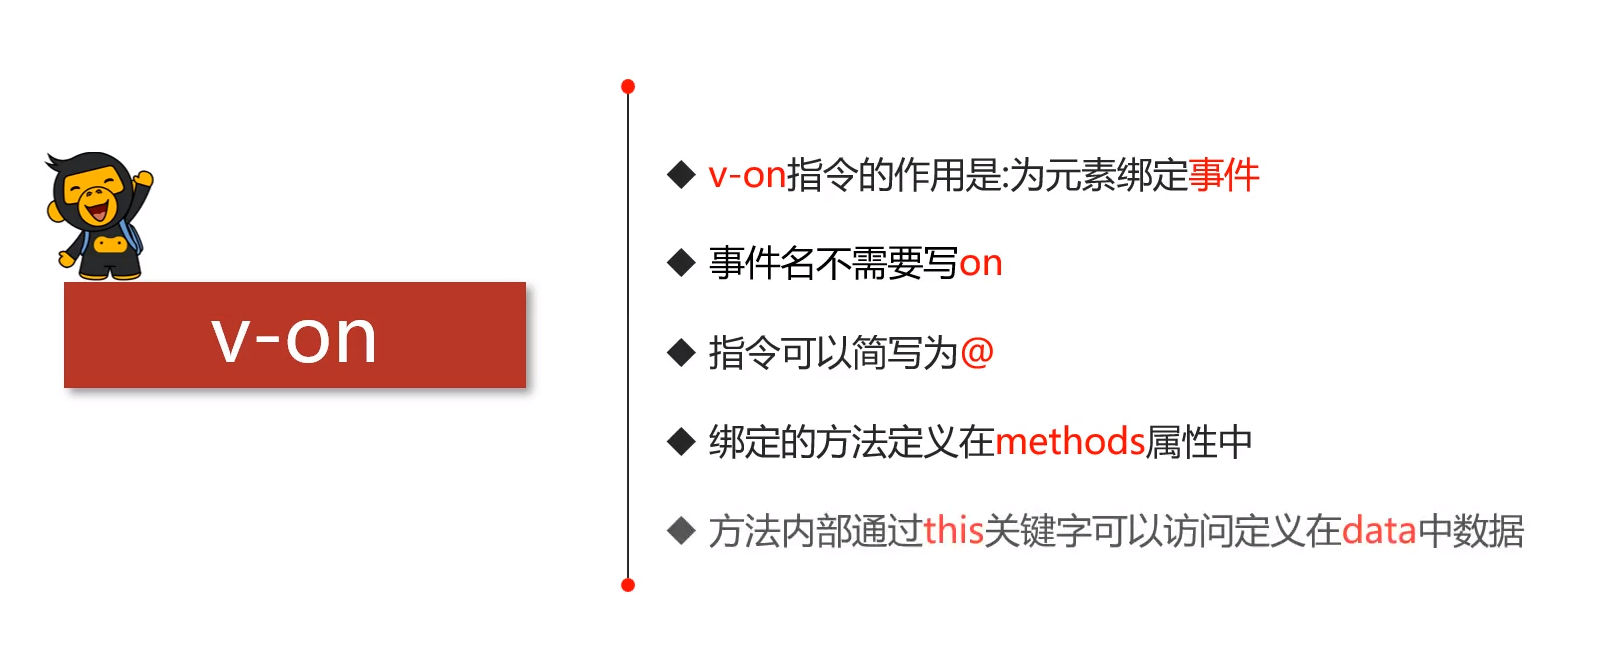 v-on
v-on指令的作用是:为元素绑定事件
事件名不需要写on
指令可以简写为@
绑定的方法定义在methods属性中
方法内部通过this关键字可以访问定义在data中数据